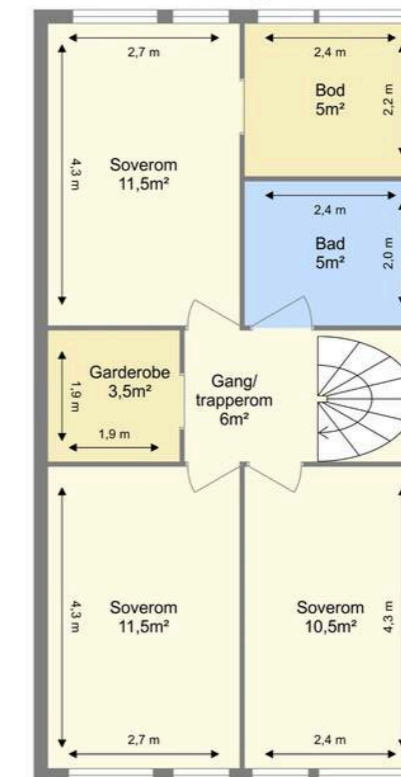 2,7 m
4,3 m
Soverom
11,5m²
2,4 m
Bod
5m²
2,2 m
2,4 m
Bad
5m²
2,0 m
Garderobe
3,5m²
1,9 m
1,9 m
Gang/
trapperom
6m²
4,3 m
Soverom
11,5m²
2,7 m
Soverom
10,5m²
4,3 m
2,4 m